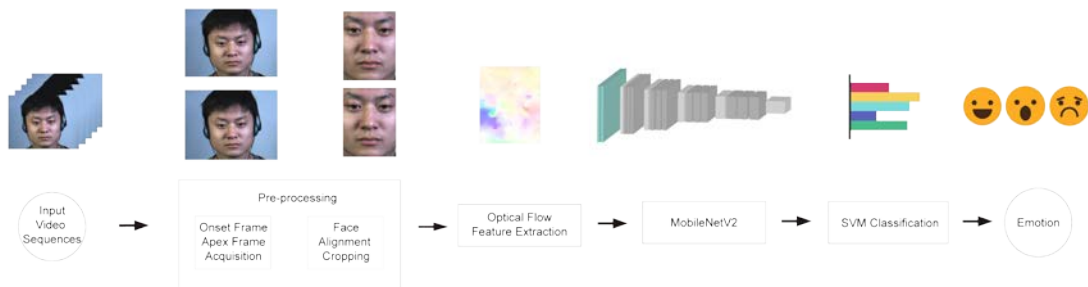 Input
Video
Sequences
Pre-processing
Onset Frame
Apex Frame
Acquisition
Face
Alignment
Cropping
Optical Flow
Feature Extraction
MobileNetV2
SVM Classification
Emotion